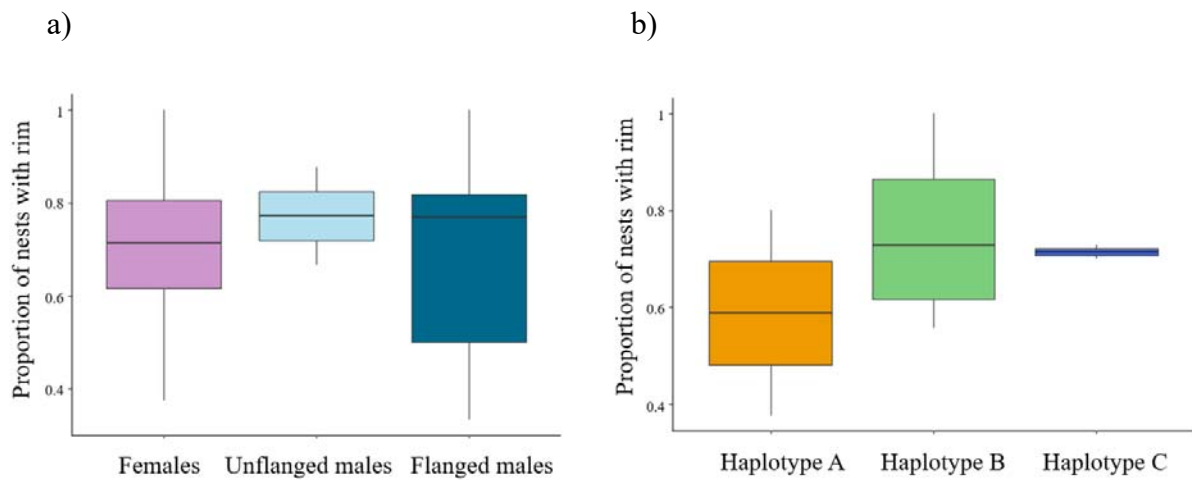 a)
Proportion of nests with rim
1
0.8
0.6
0.4
Females Unflanged males Flanged males
b)
Proportion of nests with rim
1
0.8
0.6
0.4
Haplotype A Haplotype B Haplotype C